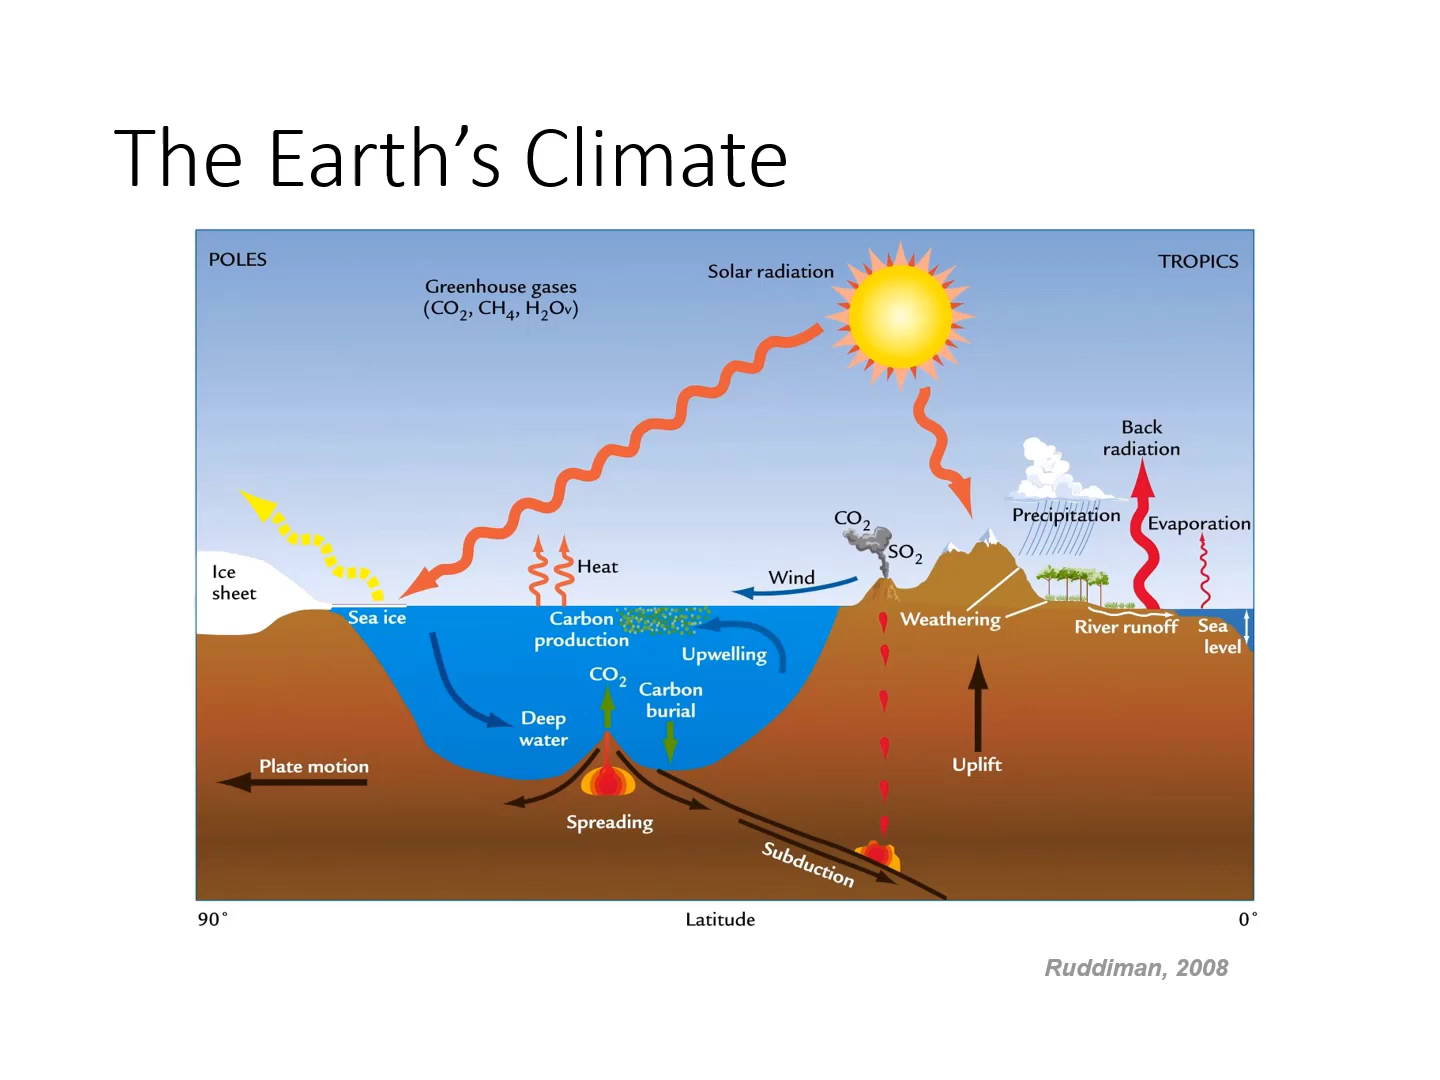 The Earth’s Climate
POLES
TROPICS
Solar radiation
Greenhouse gases
(CO₂, CH₄, H₂Ov)
Back
radiation
CO₂
Precipitation
Evaporation
SO₂
Ice
sheet
Heat
Wind
Sea ice
Carbon
production
Weathering
River runoff
Sea
level
Upwelling
CO₂
Carbon
burial
Deep
water
Plate motion
Uplift
Spreading
Subduction
90°
Latitude
0°
Ruddiman, 2008